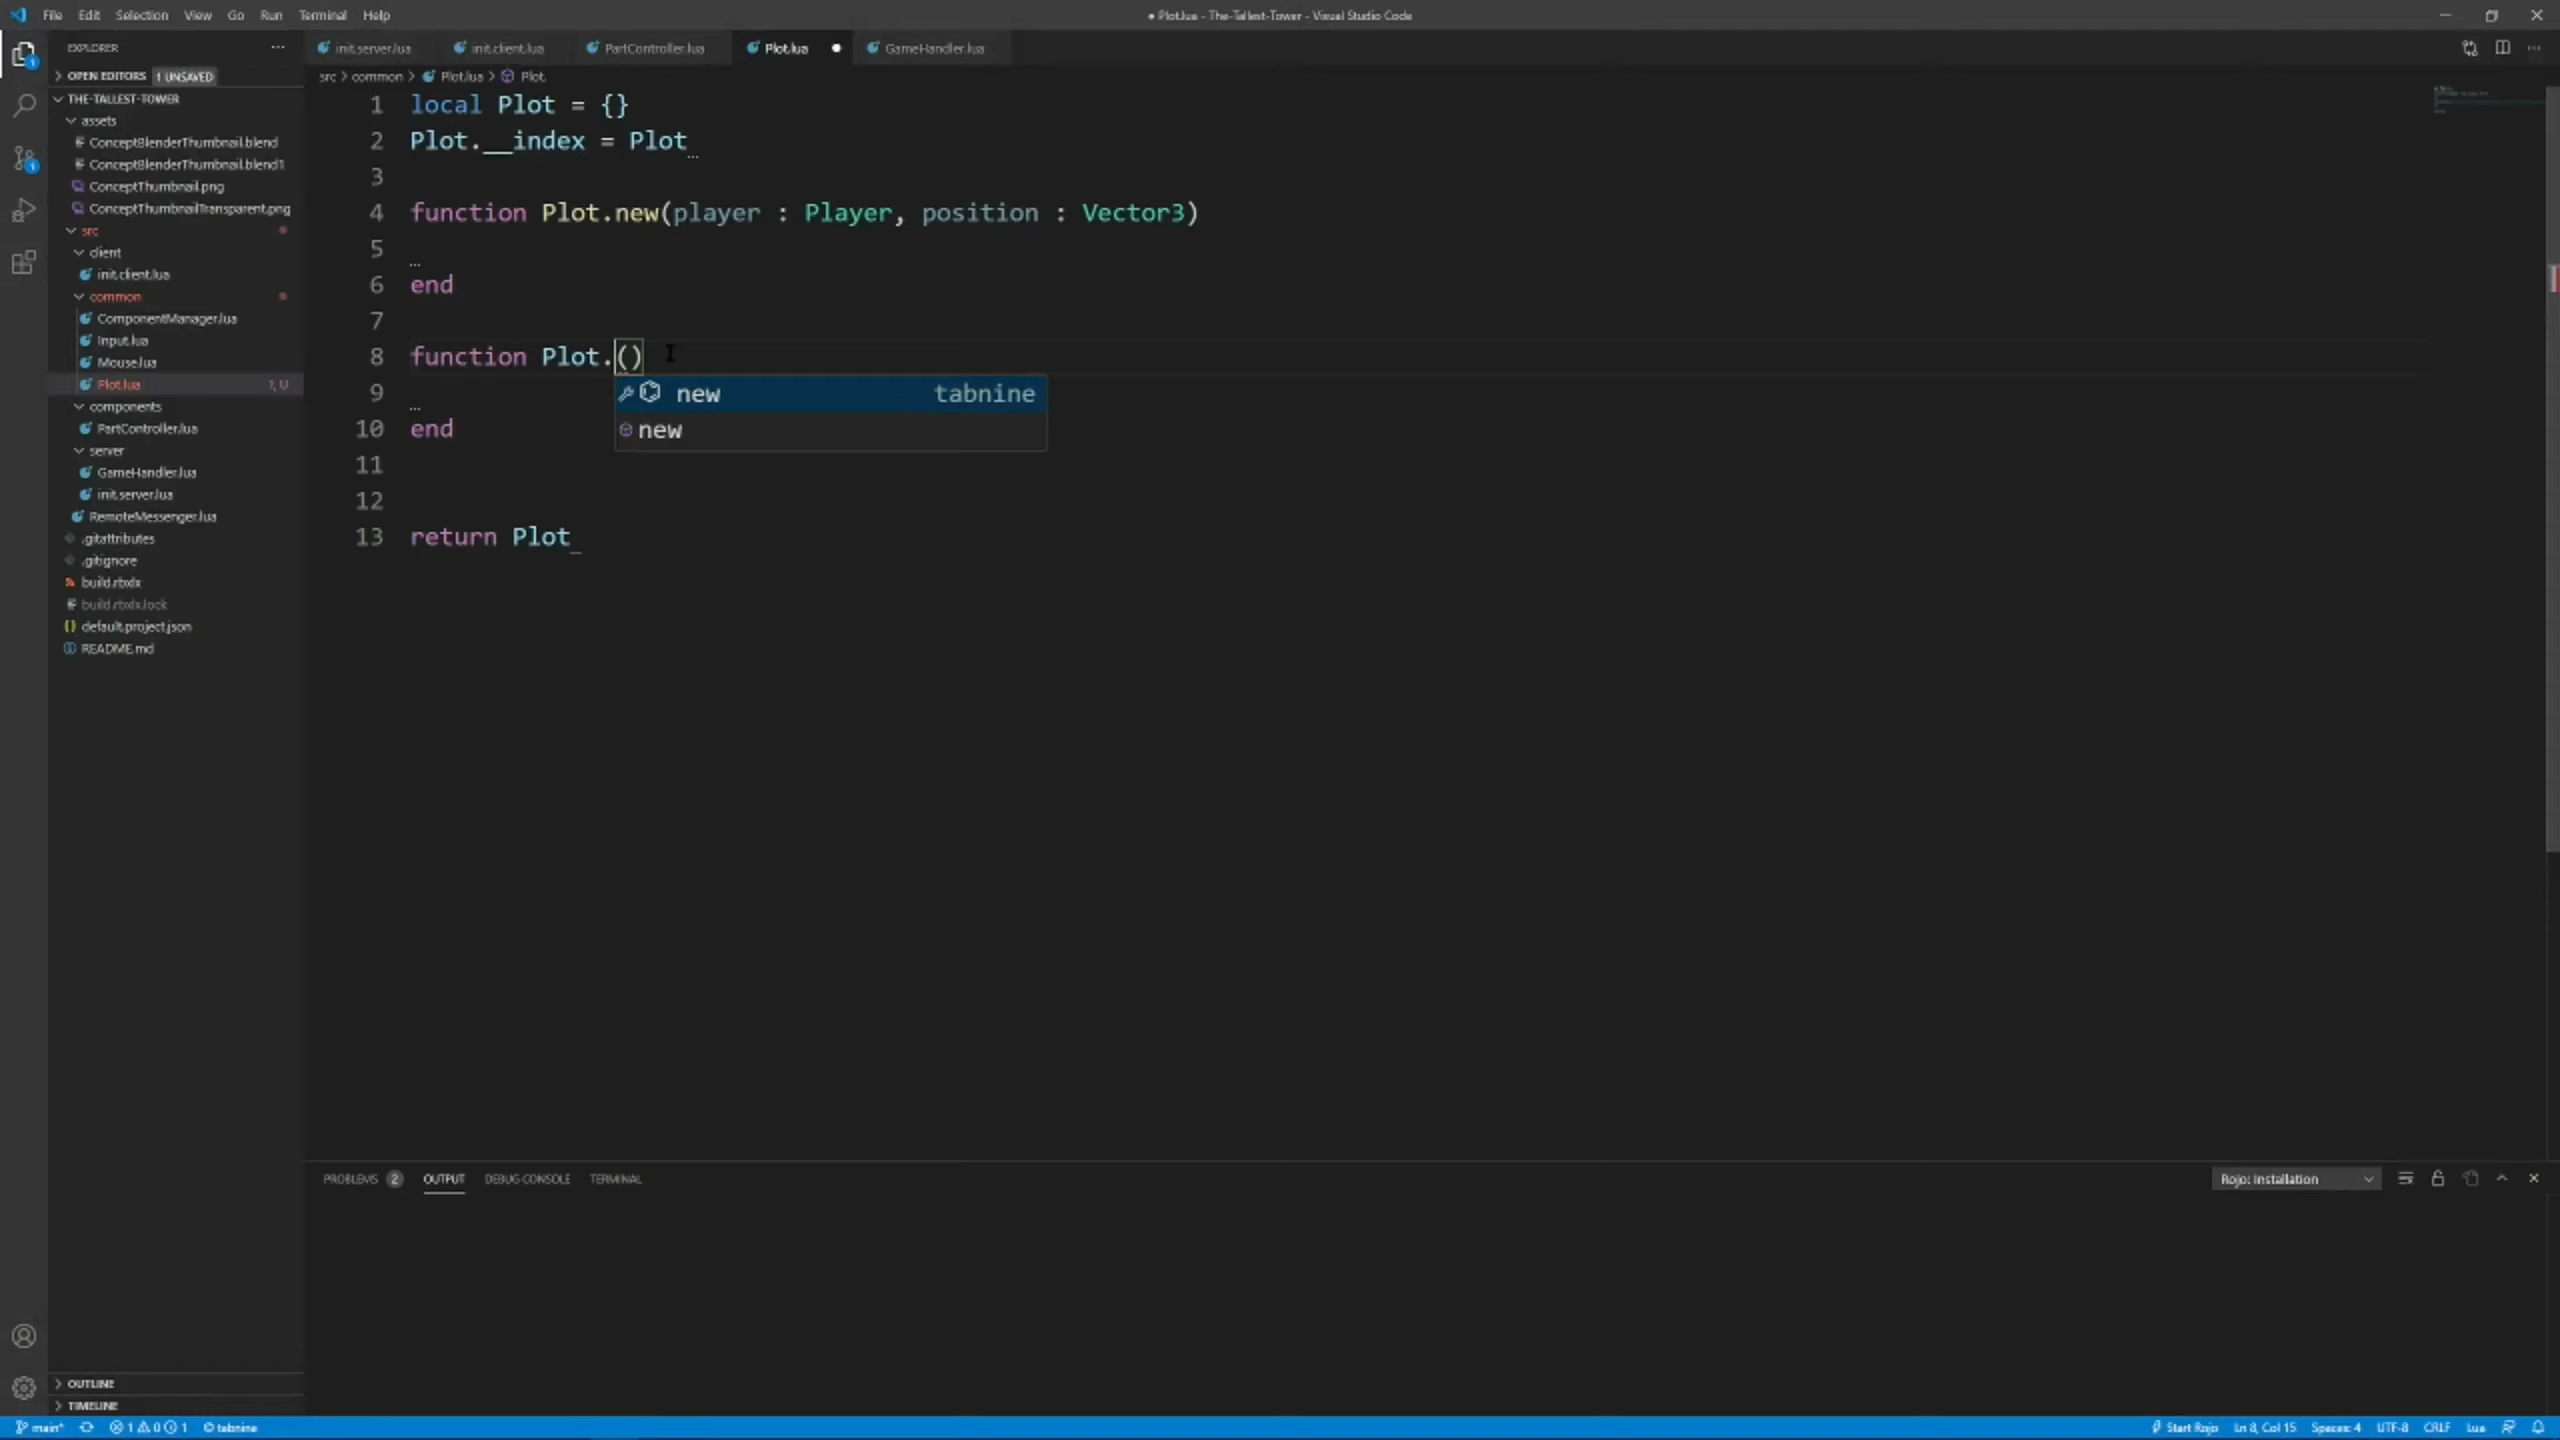 File Edit Selection View Go Run Terminal Help
● Plot.lua - The-Tallest-Tower - Visual Studio Code
EXPLORER
init.server.lua init.client.lua PartController.lua Plot.lua GameHandler.lua
OPEN EDITORS 1 UNSAVED
src > common > Plot.lua > Plot.
THE-TALLEST-TOWER
assets
ConceptBlenderThumbnail.blend
ConceptBlenderThumbnail.blend1
ConceptThumbnail.png
ConceptThumbnailTransparent.png
src
client
init.client.lua
common
ComponentManager.lua
Input.lua
Mouse.lua
Plot.lua 1, U
components
PartController.lua
server
GameHandler.lua
init.server.lua
RemoteMessenger.lua
.gitattributes
.gitignore
build.rbxlx
build.rbxlx.lock
default.project.json
README.md
OUTLINE
TIMELINE
1 local Plot = {}
2 Plot.__index = Plot
3
4 function Plot.new(player : Player, position : Vector3)
5
6 end
7
8 function Plot.()
new tabnine
new
9
10 end
11
12
13 return Plot
PROBLEMS 2 OUTPUT DEBUG CONSOLE TERMINAL
Rojo: Installation
main* 1 0 1 tabnine
Start Rojo Ln 8, Col 15 Spaces: 4 UTF-8 CRLF Lua